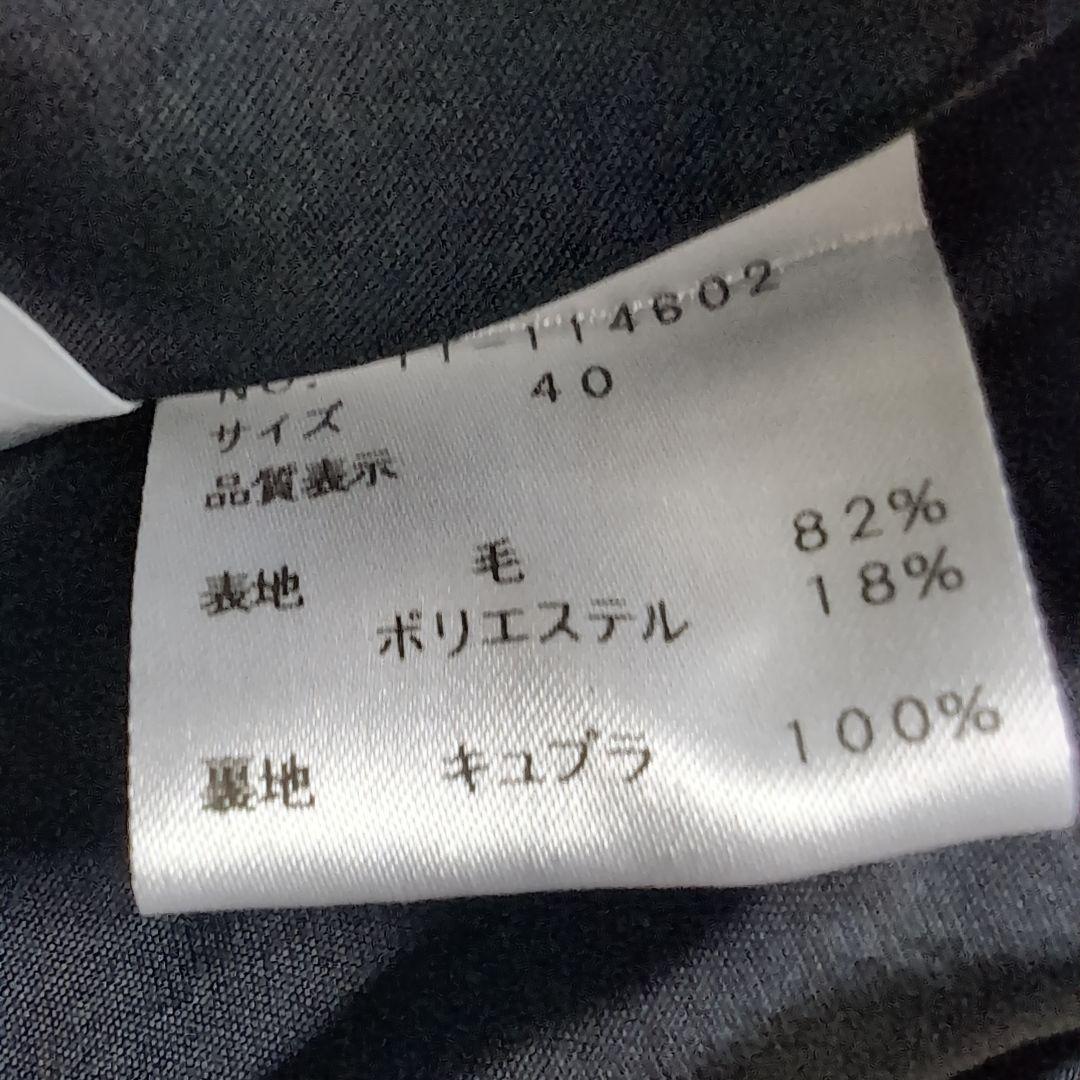 NO. 11-114602
サイズ 40
品質表示
表地 毛 82%
ポリエステル 18%
裏地 キュプラ 100%